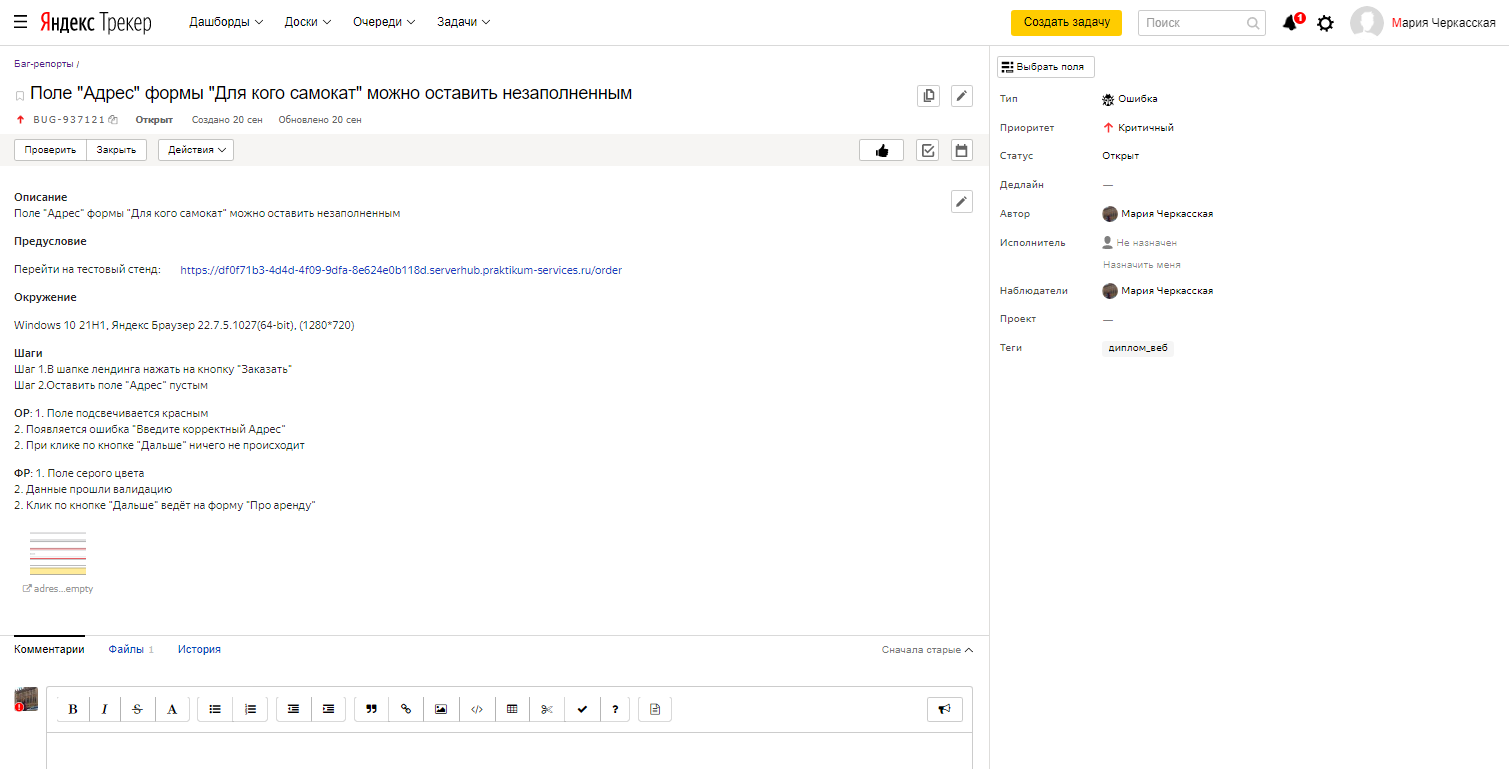 Яндекс Трекер Дашборды Доски Очереди Задачи Создать задачу Поиск 1 Мария Черкасская
Баг-репорты /
Поле "Адрес" формы "Для кого самокат" можно оставить незаполненным
BUG-937121 Открыт Создано 20 сен Обновлено 20 сен
Проверить Закрыть Действия
Описание
Поле "Адрес" формы "Для кого самокат" можно оставить незаполненным
Предусловие
Перейти на тестовый стенд: https://df0f71b3-4d4d-4f09-9dfa-8e624e0b118d.serverhub.praktikum-services.ru/order
Окружение
Windows 10 21H1, Яндекс Браузер 22.7.5.1027(64-bit), (1280*720)
Шаги
Шаг 1.В шапке лендинга нажать на кнопку "Заказать"
Шаг 2.Оставить поле "Адрес" пустым
ОР: 1. Поле подсвечивается красным
2. Появляется ошибка "Введите корректный Адрес"
2. При клике по кнопке "Дальше" ничего не происходит
ФР: 1. Поле серого цвета
2. Данные прошли валидацию
2. Клик по кнопке "Дальше" ведёт на форму "Про аренду"
adres...empty
Комментарии Файлы 1 История Сначала старые
B I S A ?
Выбрать поля
Тип Ошибка
Приоритет Критичный
Статус Открыт
Дедлайн —
Автор Мария Черкасская
Исполнитель Не назначен
Назначить меня
Наблюдатели Мария Черкасская
Проект —
Теги диплом_веб